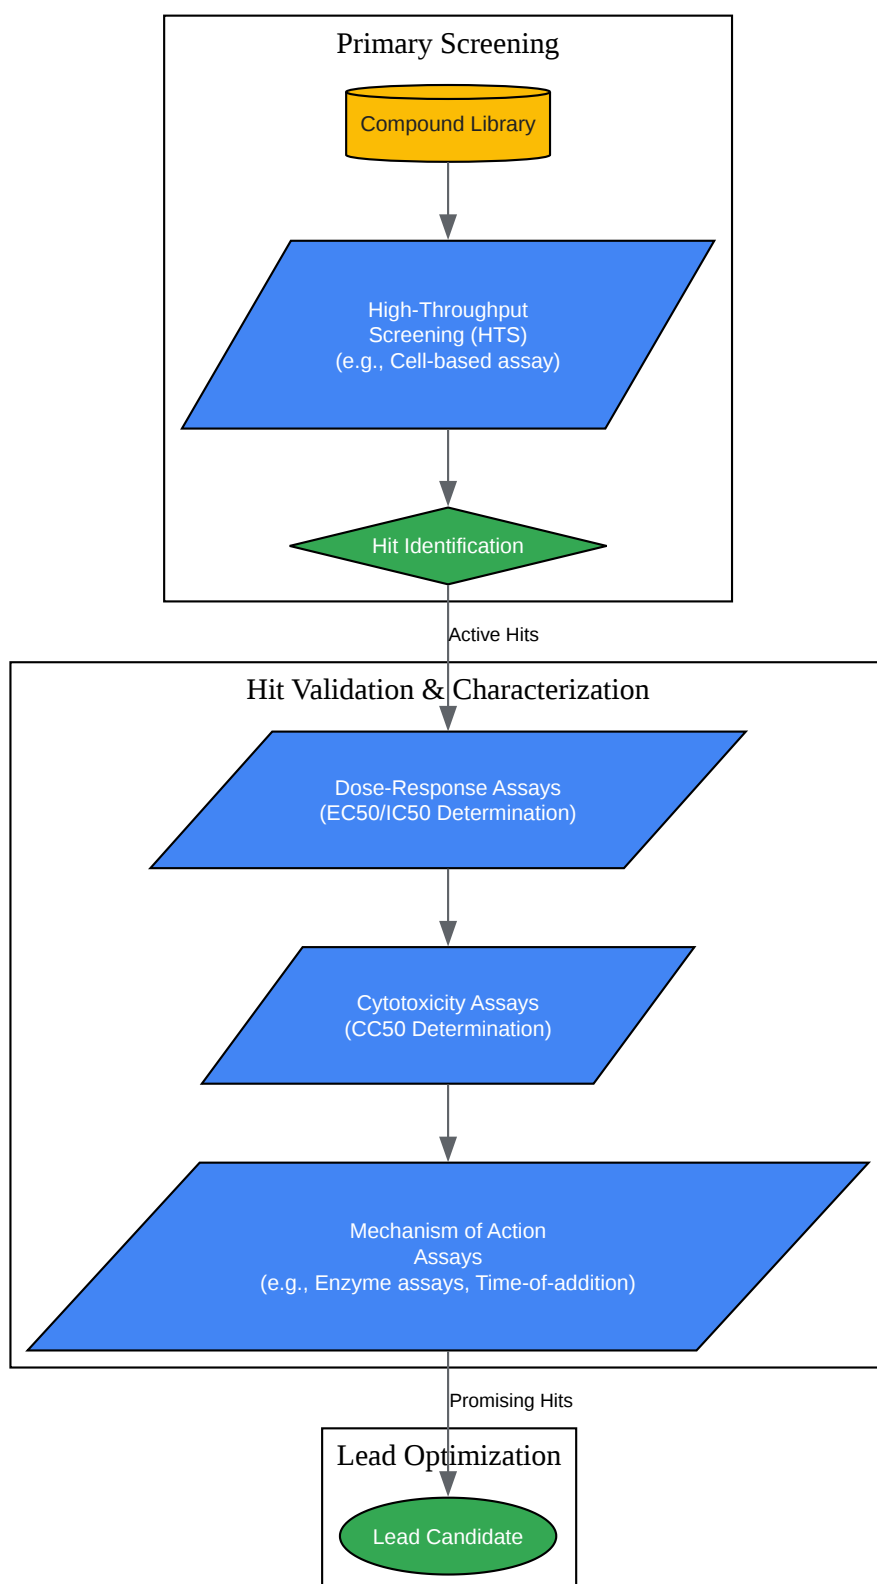 Primary Screening
Compound Library
High-Throughput
Screening (HTS)
(e.g., Cell-based assay)
Hit Identification
Active Hits
Hit Validation & Characterization
Dose-Response Assays
(EC50/IC50 Determination)
Cytotoxicity Assays
(CC50 Determination)
Mechanism of Action
Assays
(e.g., Enzyme assays, Time-of-addition)
Promising Hits
Lead Optimization
Lead Candidate